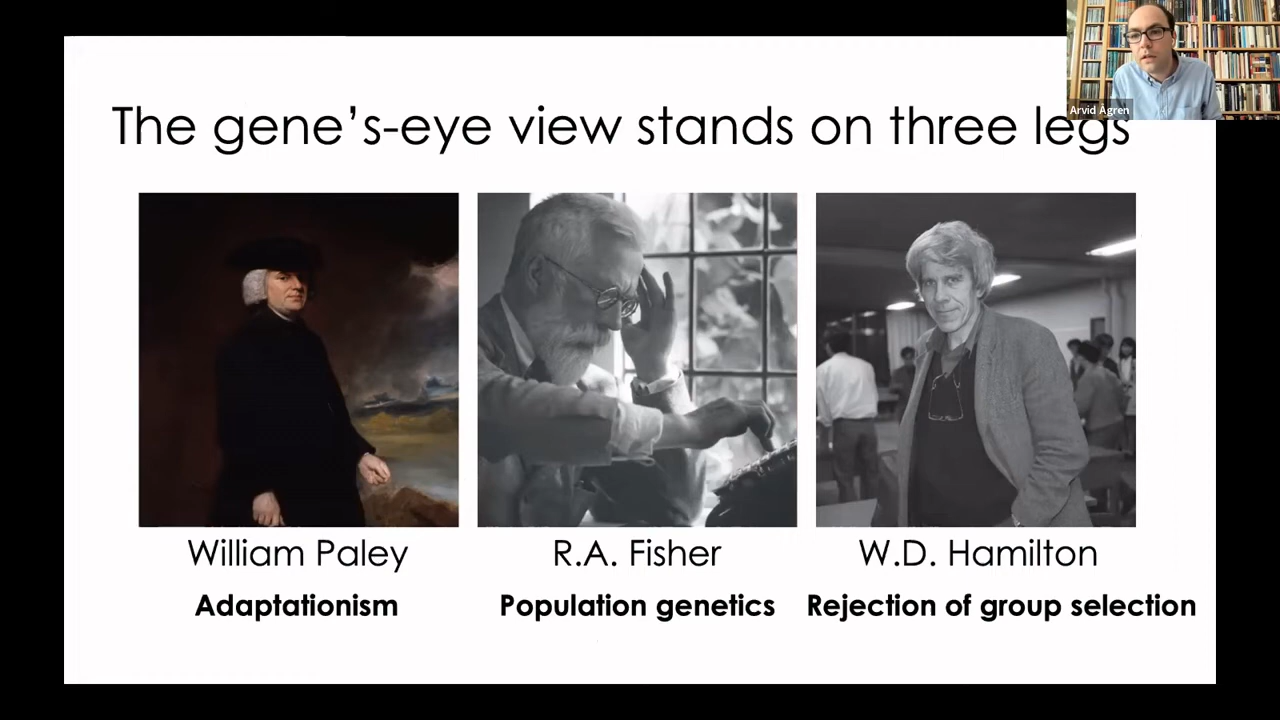 The gene's-eye view stands on three legs
Arvid Ågren
William Paley
R.A. Fisher
W.D. Hamilton
Adaptationism
Population genetics
Rejection of group selection